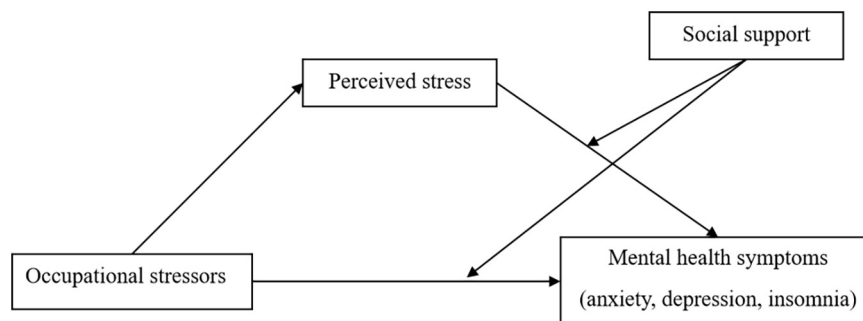 Social support
Perceived stress
Occupational stressors
Mental health symptoms
(anxiety, depression, insomnia)